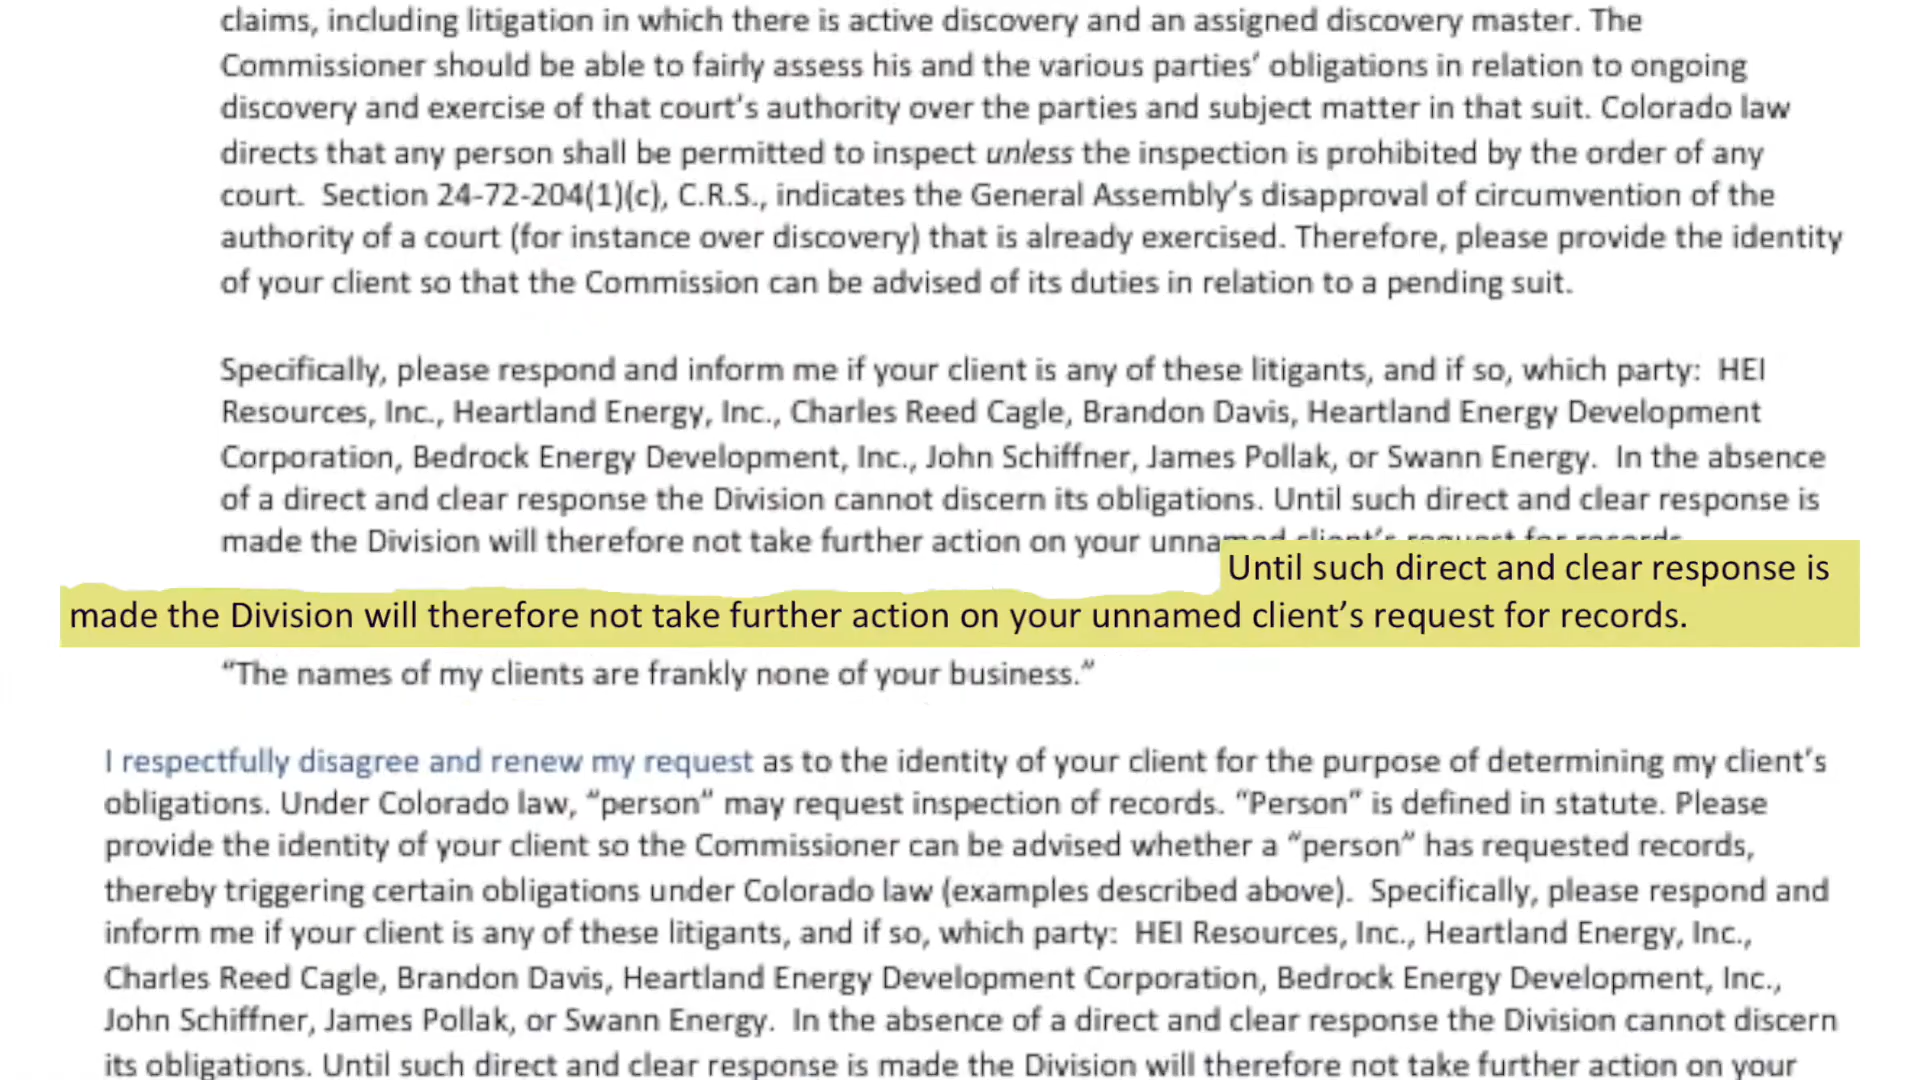 claims, including litigation in which there is active discovery and an assigned discovery master. The
Commissioner should be able to fairly assess his and the various parties’ obligations in relation to ongoing
discovery and exercise of that court’s authority over the parties and subject matter in that suit. Colorado law
directs that any person shall be permitted to inspect unless the inspection is prohibited by the order of any
court.  Section 24-72-204(1)(c), C.R.S., indicates the General Assembly’s disapproval of circumvention of the
authority of a court (for instance over discovery) that is already exercised. Therefore, please provide the identity
of your client so that the Commission can be advised of its duties in relation to a pending suit.
Specifically, please respond and inform me if your client is any of these litigants, and if so, which party:  HEI
Resources, Inc., Heartland Energy, Inc., Charles Reed Cagle, Brandon Davis, Heartland Energy Development
Corporation, Bedrock Energy Development, Inc., John Schiffner, James Pollak, or Swann Energy.  In the absence
of a direct and clear response the Division cannot discern its obligations. Until such direct and clear response is
made the Division will therefore not take further action on your unnamed client’s request for records.
Until such direct and clear response is
made the Division will therefore not take further action on your unnamed client’s request for records.
“The names of my clients are frankly none of your business.”
I respectfully disagree and renew my request as to the identity of your client for the purpose of determining my client’s
obligations. Under Colorado law, “person” may request inspection of records. “Person” is defined in statute. Please
provide the identity of your client so the Commissioner can be advised whether a “person” has requested records,
thereby triggering certain obligations under Colorado law (examples described above).  Specifically, please respond and
inform me if your client is any of these litigants, and if so, which party:  HEI Resources, Inc., Heartland Energy, Inc.,
Charles Reed Cagle, Brandon Davis, Heartland Energy Development Corporation, Bedrock Energy Development, Inc.,
John Schiffner, James Pollak, or Swann Energy.  In the absence of a direct and clear response the Division cannot discern
its obligations. Until such direct and clear response is made the Division will therefore not take further action on your